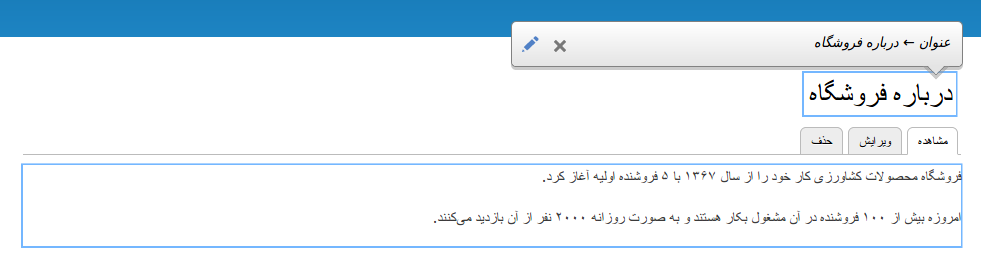 عنوان ← درباره فروشگاه
درباره فروشگاه
مشاهده ویرایش حذف
فروشگاه محصولات کشاورزی کار خود را از سال ۱۳۶۷ با ۵ فروشنده اولیه آغاز کرد.
امروزه بیش از ۱۰۰ فروشنده در آن مشغول بکار هستند و به صورت روزانه ۲۰۰۰ نفر از آن بازدید می‌کنند.